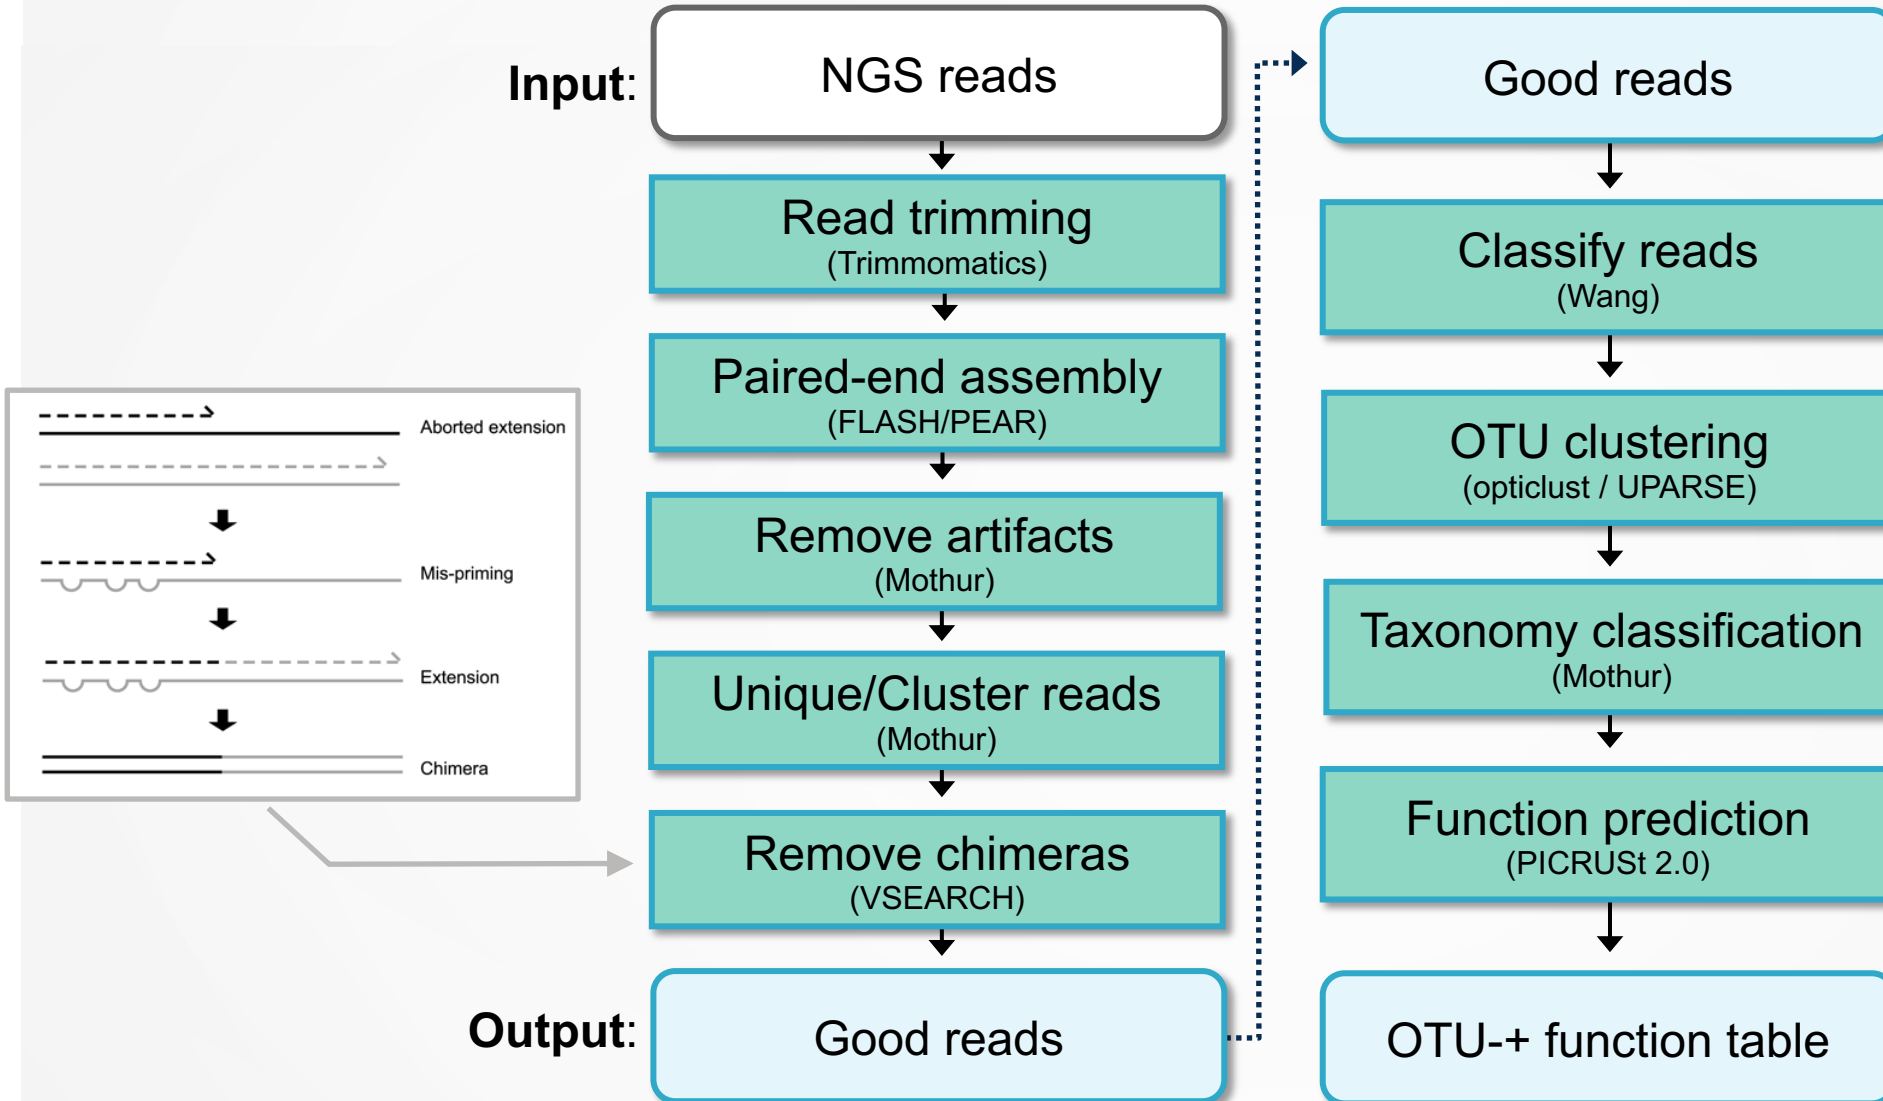 Input:
NGS reads
Read trimming
(Trimmomatics)
Paired-end assembly
(FLASH/PEAR)
Remove artifacts
(Mothur)
Unique/Cluster reads
(Mothur)
Remove chimeras
(VSEARCH)
Output:
Good reads
Aborted extension
Mis-priming
Extension
Chimera
Good reads
Classify reads
(Wang)
OTU clustering
(opticlust / UPARSE)
Taxonomy classification
(Mothur)
Function prediction
(PICRUSt 2.0)
OTU-+ function table